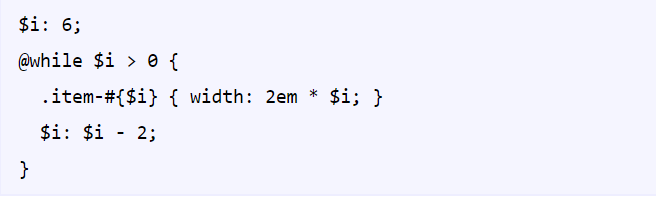 $i: 6;
@while $i > 0 {
  .item-#{$i} { width: 2em * $i; }
  $i: $i - 2;
}